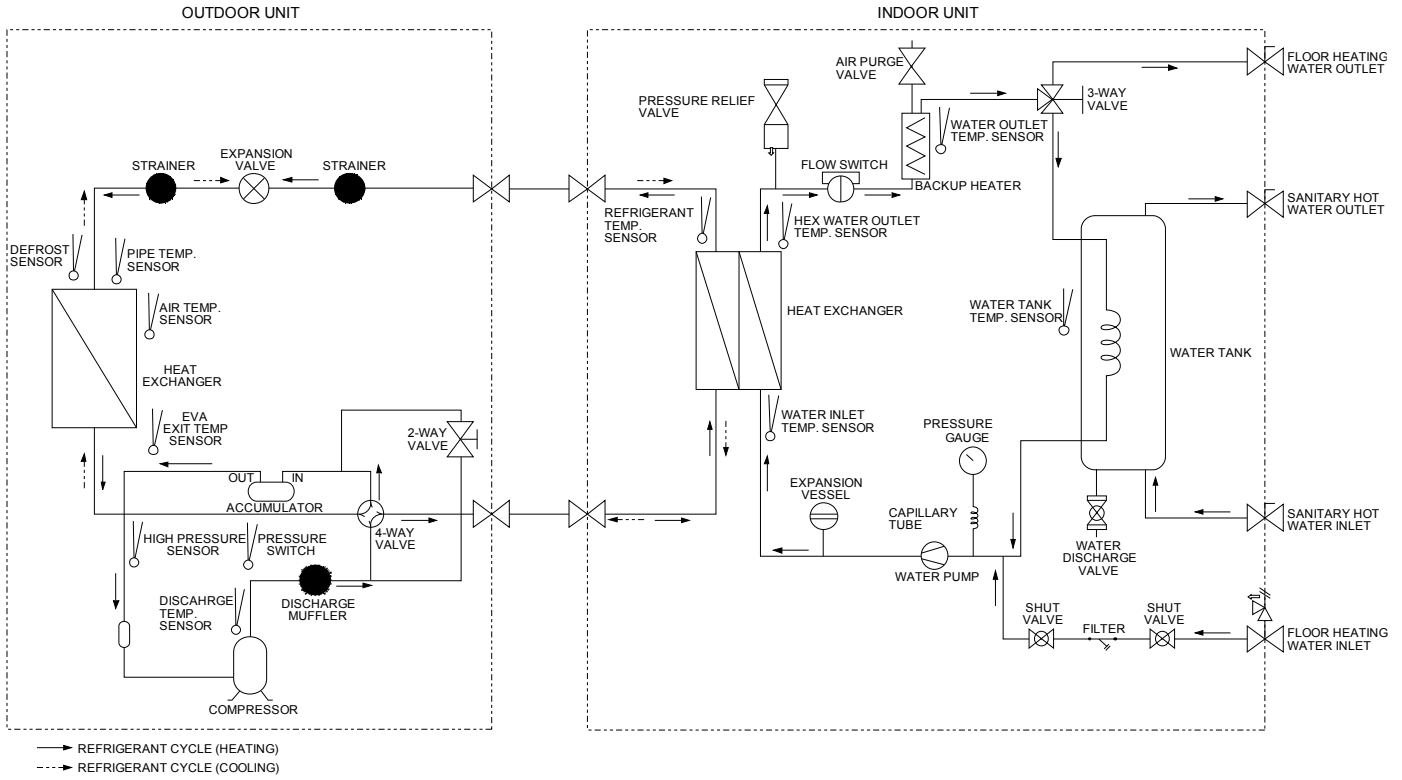 OUTDOOR UNIT
INDOOR UNIT
AIR PURGE
VALVE
FLOOR HEATING
WATER OUTLET
3-WAY
VALVE
PRESSURE RELIEF
VALVE
WATER OUTLET
TEMP. SENSOR
STRAINER
EXPANSION
VALVE
STRAINER
FLOW SWITCH
BACKUP HEATER
SANITARY HOT
WATER OUTLET
REFRIGERANT
TEMP.
SENSOR
HEX WATER OUTLET
TEMP. SENSOR
DEFROST
SENSOR
PIPE TEMP.
SENSOR
AIR TEMP.
SENSOR
HEAT EXCHANGER
WATER TANK
TEMP. SENSOR
WATER TANK
HEAT
EXCHANGER
EVA
EXIT TEMP
SENSOR
2-WAY
VALVE
WATER INLET
TEMP. SENSOR
PRESSURE
GAUGE
OUT
IN
ACCUMULATOR
EXPANSION
VESSEL
CAPILLARY
TUBE
SANITARY HOT
WATER INLET
4-WAY
VALVE
HIGH PRESSURE
SENSOR
PRESSURE
SWITCH
WATER
DISCHARGE
VALVE
WATER PUMP
DISCAHRGE
TEMP.
SENSOR
DISCHARGE
MUFFLER
SHUT
VALVE
FILTER
SHUT
VALVE
FLOOR HEATING
WATER INLET
COMPRESSOR
REFRIGERANT CYCLE (HEATING)
REFRIGERANT CYCLE (COOLING)